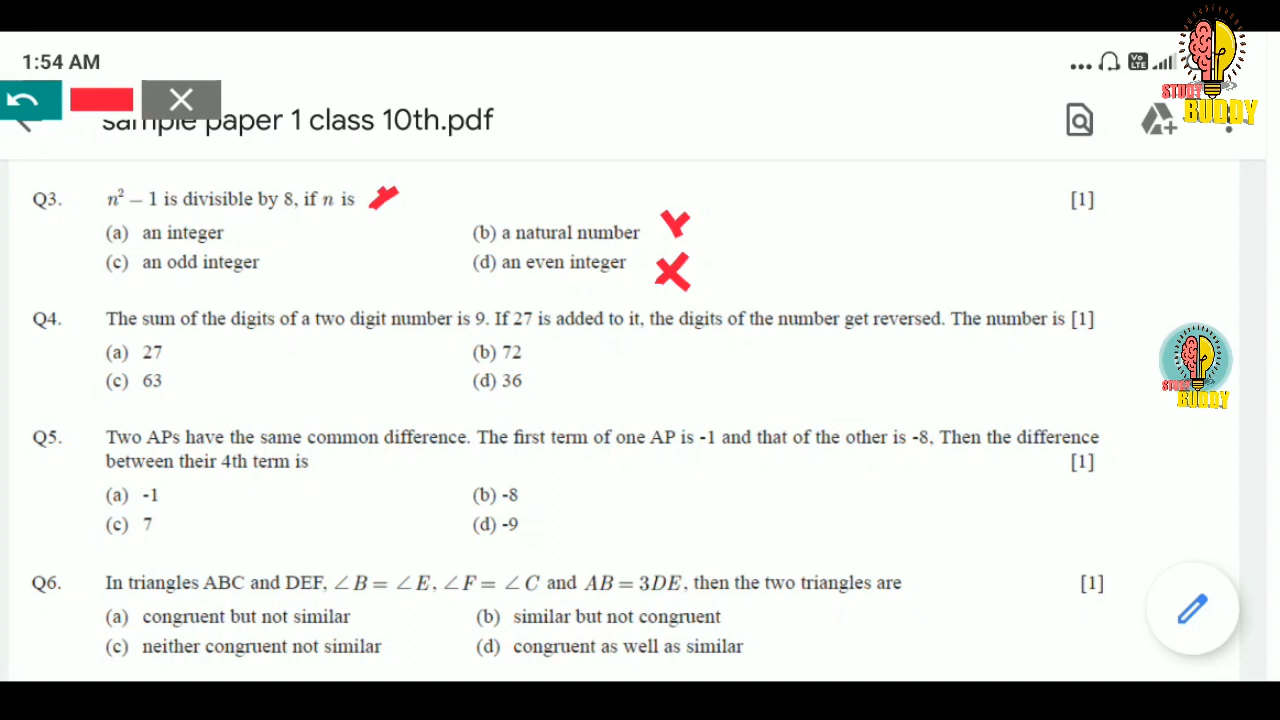 1:54 AM
Vo LTE
STUDY
BUDDY
sample paper 1 class 10th.pdf
Q3. n² – 1 is divisible by 8, if n is [1]
(a) an integer (b) a natural number
(c) an odd integer (d) an even integer
Q4. The sum of the digits of a two digit number is 9. If 27 is added to it, the digits of the number get reversed. The number is [1]
(a) 27 (b) 72
(c) 63 (d) 36
STUDY
BUDDY
Q5. Two APs have the same common difference. The first term of one AP is -1 and that of the other is -8, Then the difference
between their 4th term is [1]
(a) -1 (b) -8
(c) 7 (d) -9
Q6. In triangles ABC and DEF, ∠B = ∠E, ∠F = ∠C and AB = 3DE, then the two triangles are [1]
(a) congruent but not similar (b) similar but not congruent
(c) neither congruent not similar (d) congruent as well as similar